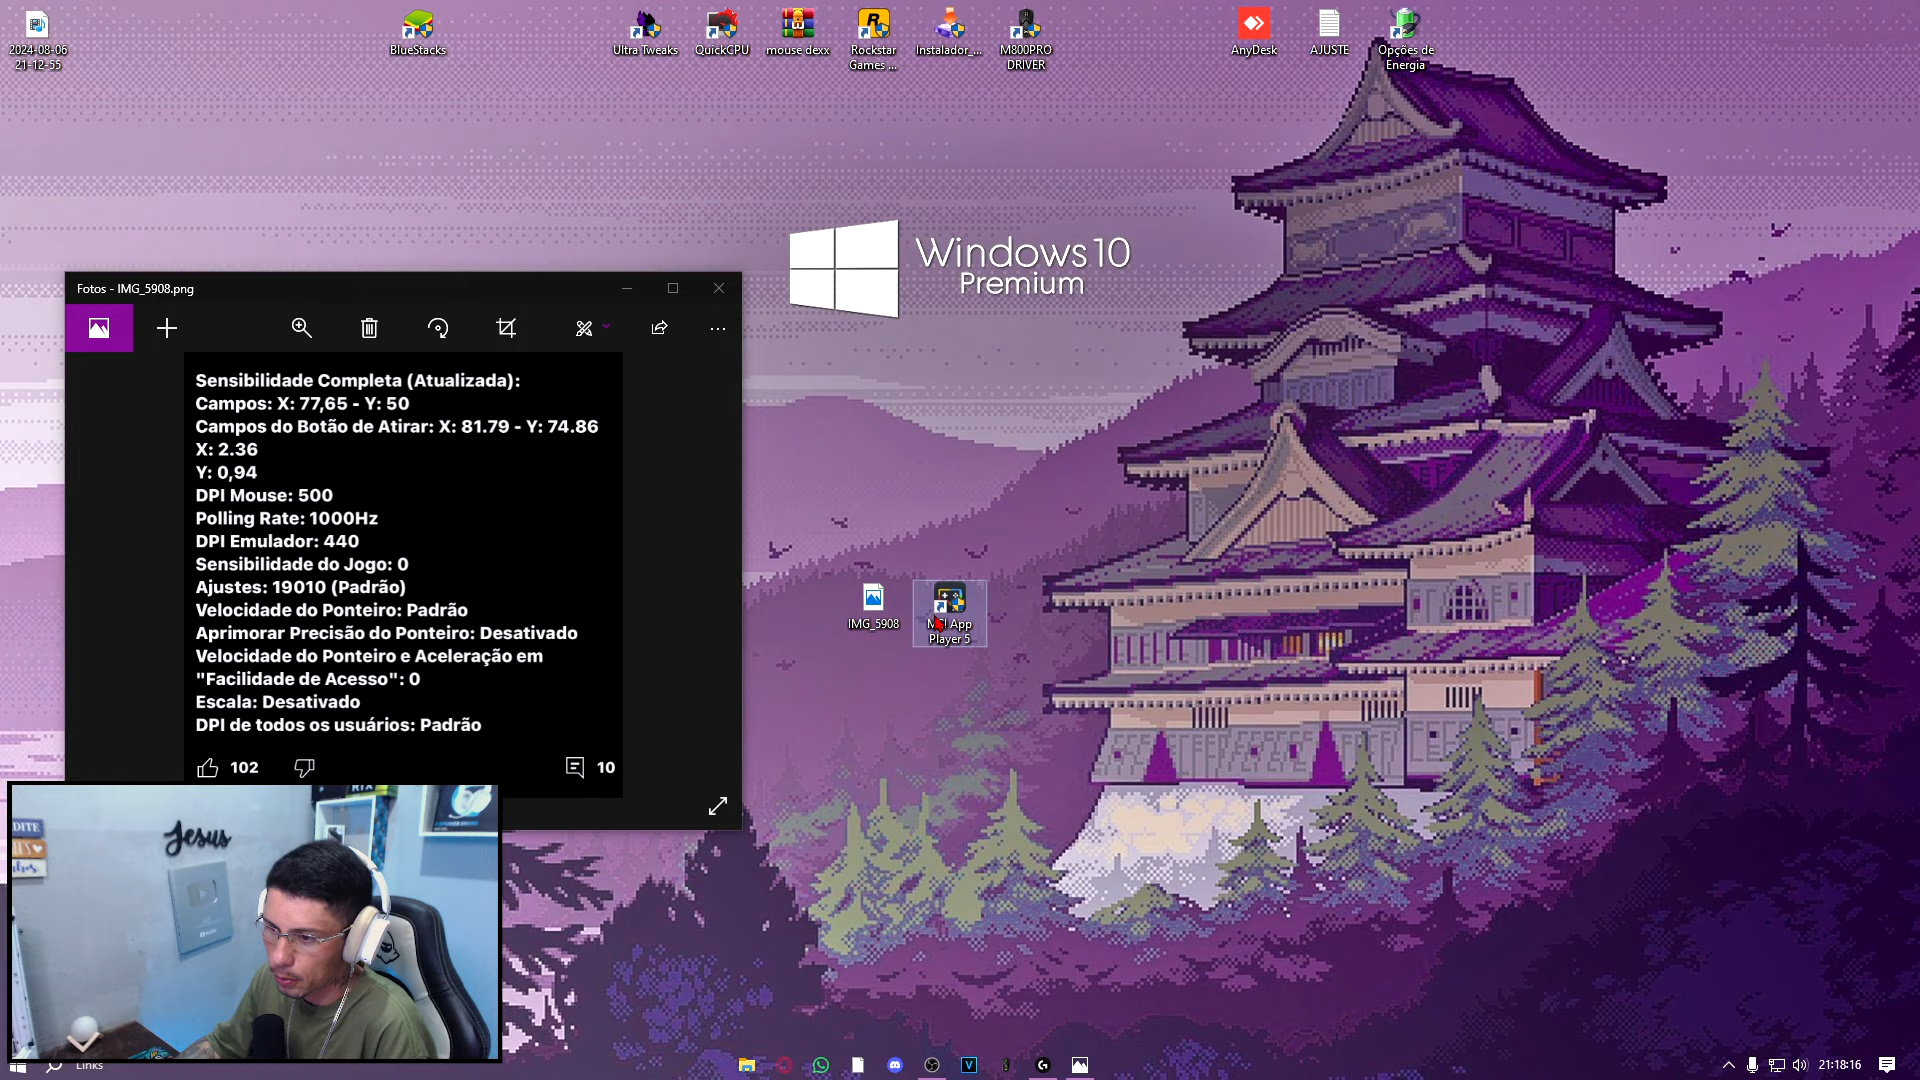 2024-08-06
21-12-55
BlueStacks
Ultra Tweaks
QuickCPU
mouse dexx
Rockstar
Games ...
Instalador_...
M800PRO
DRIVER
AnyDesk
AJUSTE
Opções de
Energia
Windows 10
Premium
Fotos - IMG_5908.png
Sensibilidade Completa (Atualizada):
Campos: X: 77,65 - Y: 50
Campos do Botão de Atirar: X: 81.79 - Y: 74.86
X: 2.36
Y: 0,94
DPI Mouse: 500
Polling Rate: 1000Hz
DPI Emulador: 440
Sensibilidade do Jogo: 0
Ajustes: 19010 (Padrão)
Velocidade do Ponteiro: Padrão
Aprimorar Precisão do Ponteiro: Desativado
Velocidade do Ponteiro e Aceleração em
"Facilidade de Acesso": 0
Escala: Desativado
DPI de todos os usuários: Padrão
102
10
IMG_5908
App
Player 5
Jesus
Links
21:18:16